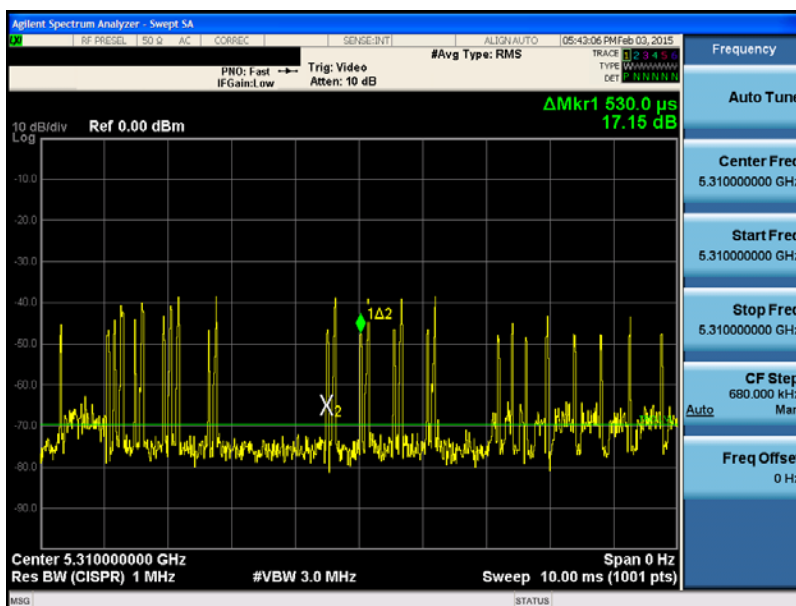 Agilent Spectrum Analyzer - Swept SA
RF PRESEL 50 Ω AC CORREC SENSE:INT ALIGN AUTO 05:43:06 PM Feb 03, 2015
#Avg Type: RMS
TRACE 1 2 3 4 5 6
TYPE W
DET P N N N N N
PNO: Fast
IFGain:Low
Trig: Video
Atten: 10 dB
ΔMkr1 530.0 µs
17.15 dB
10 dB/div Ref 0.00 dBm
Log
-10.0
-20.0
-30.0
-40.0
-50.0
-60.0
-70.0
-80.0
-90.0
1Δ2
X2
Center 5.310000000 GHz Span 0 Hz
Res BW (CISPR) 1 MHz #VBW 3.0 MHz Sweep 10.00 ms (1001 pts)
MSG STATUS
Frequency
Auto Tune
Center Freq
5.310000000 GHz
Start Freq
5.310000000 GHz
Stop Freq
5.310000000 GHz
CF Step
680.000 kHz
Auto Man
Freq Offset
0 Hz